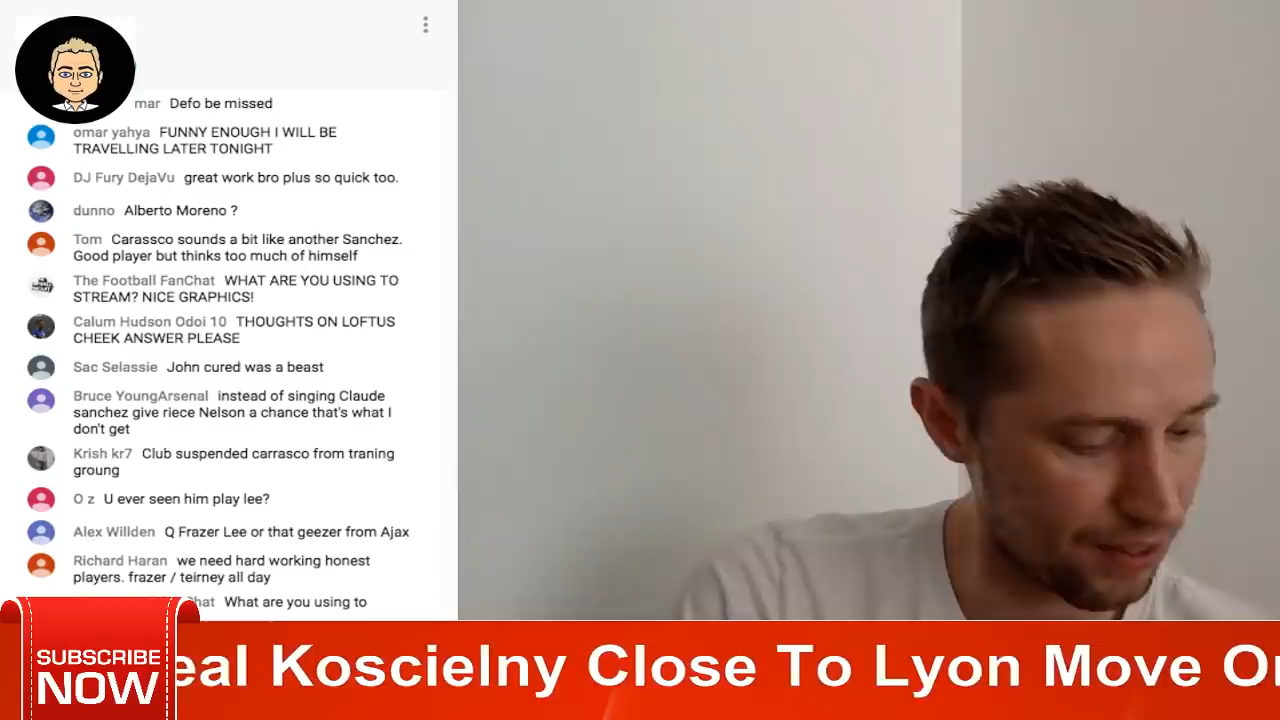 mar Defo be missed
omar yahya FUNNY ENOUGH I WILL BE
TRAVELLING LATER TONIGHT
DJ Fury DejaVu great work bro plus so quick too.
dunno Alberto Moreno ?
Tom Carassco sounds a bit like another Sanchez.
Good player but thinks too much of himself
The Football FanChat WHAT ARE YOU USING TO
STREAM? NICE GRAPHICS!
Calum Hudson Odoi 10 THOUGHTS ON LOFTUS
CHEEK ANSWER PLEASE
Sac Selassie John cured was a beast
Bruce YoungArsenal instead of singing Claude
sanchez give riece Nelson a chance that's what I
don't get
Krish kr7 Club suspended carrasco from traning
groung
O z U ever seen him play lee?
Alex Willden Q Frazer Lee or that geezer from Ajax
Richard Haran we need hard working honest
players. frazer / teirney all day
hat What are you using to
SUBSCRIBE
NOW
eal Koscielny Close To Lyon Move On